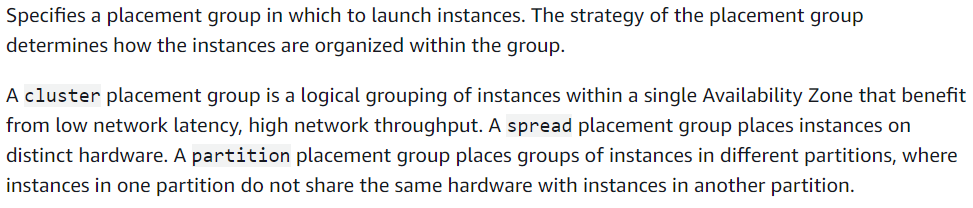 Specifies a placement group in which to launch instances. The strategy of the placement group
determines how the instances are organized within the group.
A cluster placement group is a logical grouping of instances within a single Availability Zone that benefit
from low network latency, high network throughput. A spread placement group places instances on
distinct hardware. A partition placement group places groups of instances in different partitions, where
instances in one partition do not share the same hardware with instances in another partition.